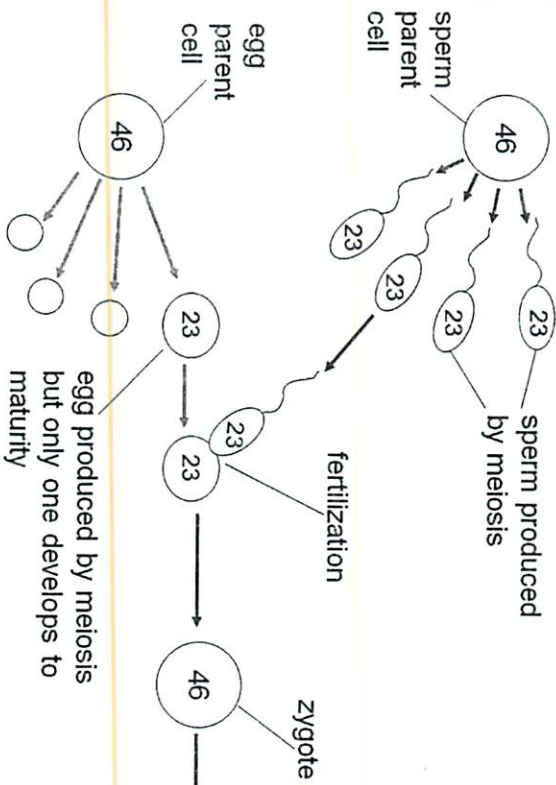 sperm
parent
cell
46
23
23
23
23
sperm produced
by meiosis
egg
parent
cell
46
23
23
23
fertilization
egg produced by meiosis
but only one develops to
maturity
46
zygote